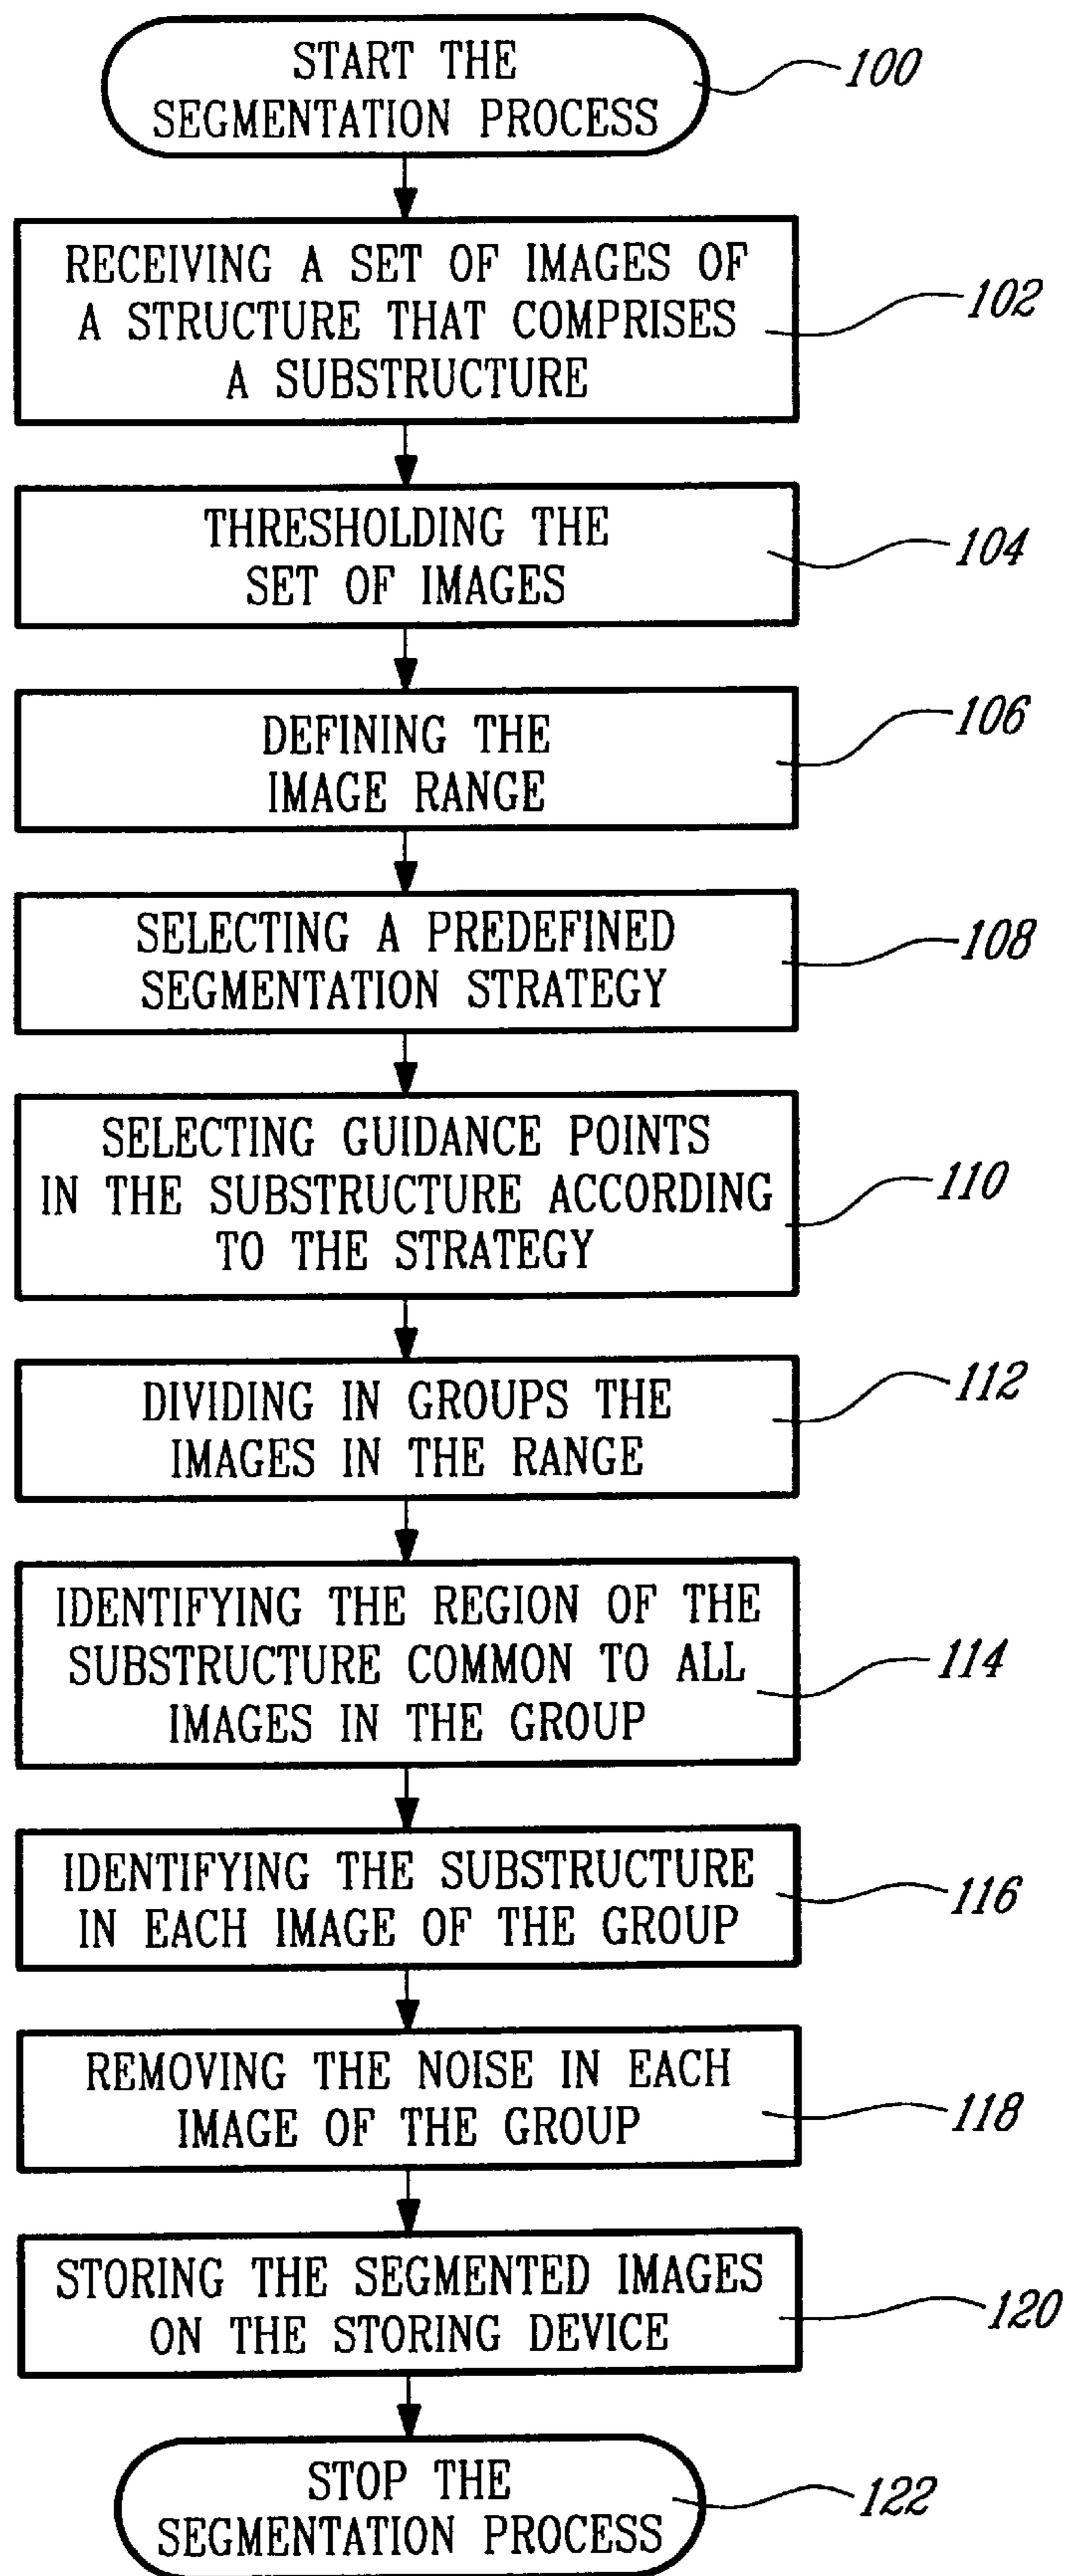 START THE
SEGMENTATION PROCESS
100
RECEIVING A SET OF IMAGES OF
A STRUCTURE THAT COMPRISES
A SUBSTRUCTURE
102
THRESHOLDING THE
SET OF IMAGES
104
DEFINING THE
IMAGE RANGE
106
SELECTING A PREDEFINED
SEGMENTATION STRATEGY
108
SELECTING GUIDANCE POINTS
IN THE SUBSTRUCTURE ACCORDING
TO THE STRATEGY
110
DIVIDING IN GROUPS THE
IMAGES IN THE RANGE
112
IDENTIFYING THE REGION OF THE
SUBSTRUCTURE COMMON TO ALL
IMAGES IN THE GROUP
114
IDENTIFYING THE SUBSTRUCTURE
IN EACH IMAGE OF THE GROUP
116
REMOVING THE NOISE IN EACH
IMAGE OF THE GROUP
118
STORING THE SEGMENTED IMAGES
ON THE STORING DEVICE
120
STOP THE
SEGMENTATION PROCESS
122